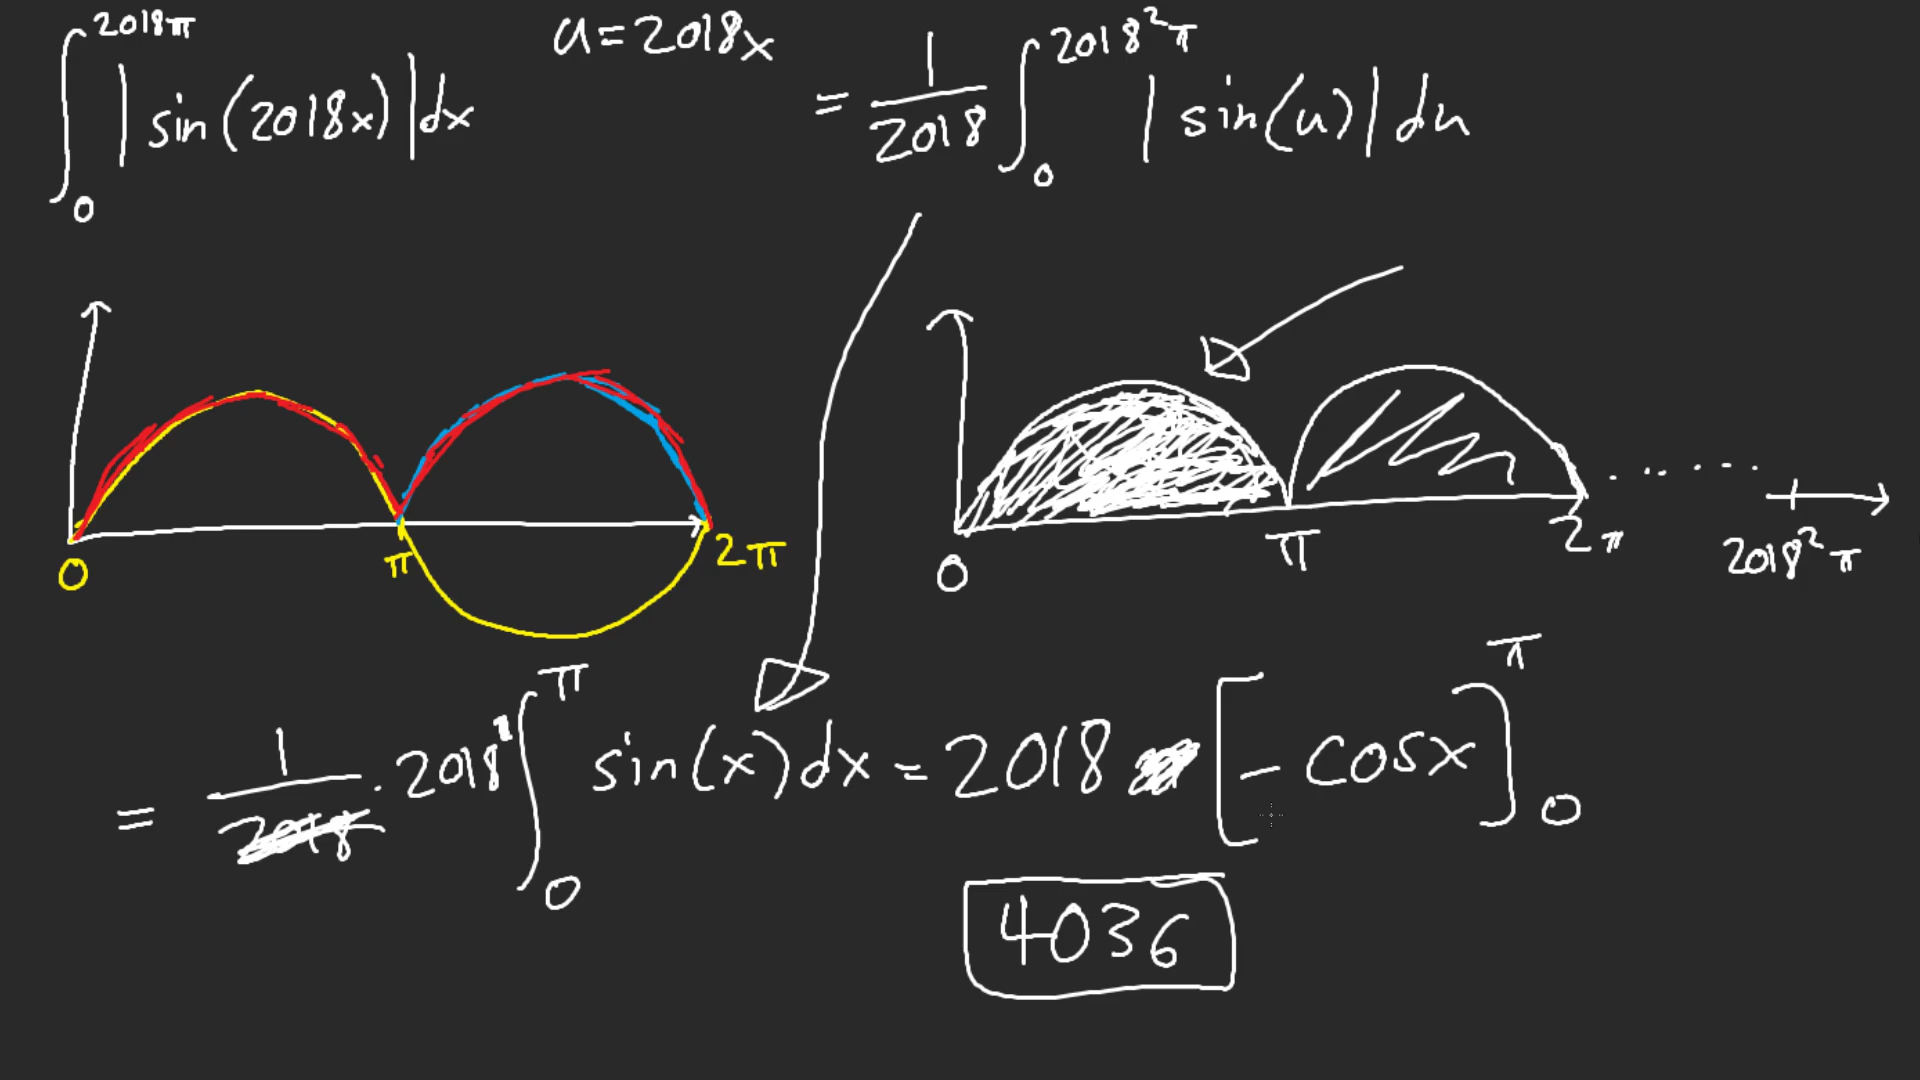 ∫₀^2018π |sin(2018x)|dx u=2018x = 1/2018 ∫₀^2018²π |sin(u)|du
0 π 2π
0 π 2π ...... 2018²π
= 1/2018 · 2018 ∫₀^π sin(x)dx = 2018 [-cosx]₀^π
4036